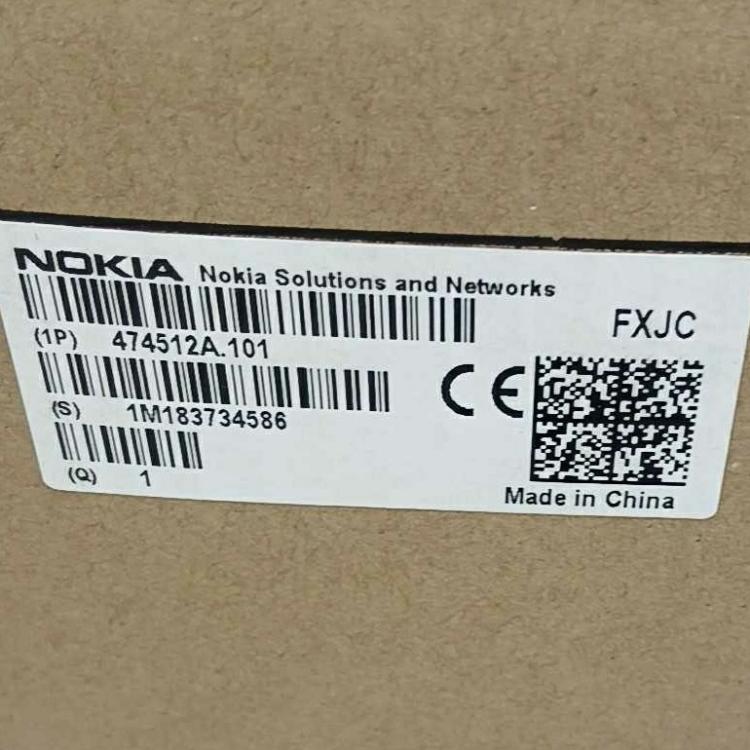 NOKIA Nokia Solutions and Networks
FXJC
(1P) 474512A.101
(S) 1M183734586
CE
(Q) 1
Made in China